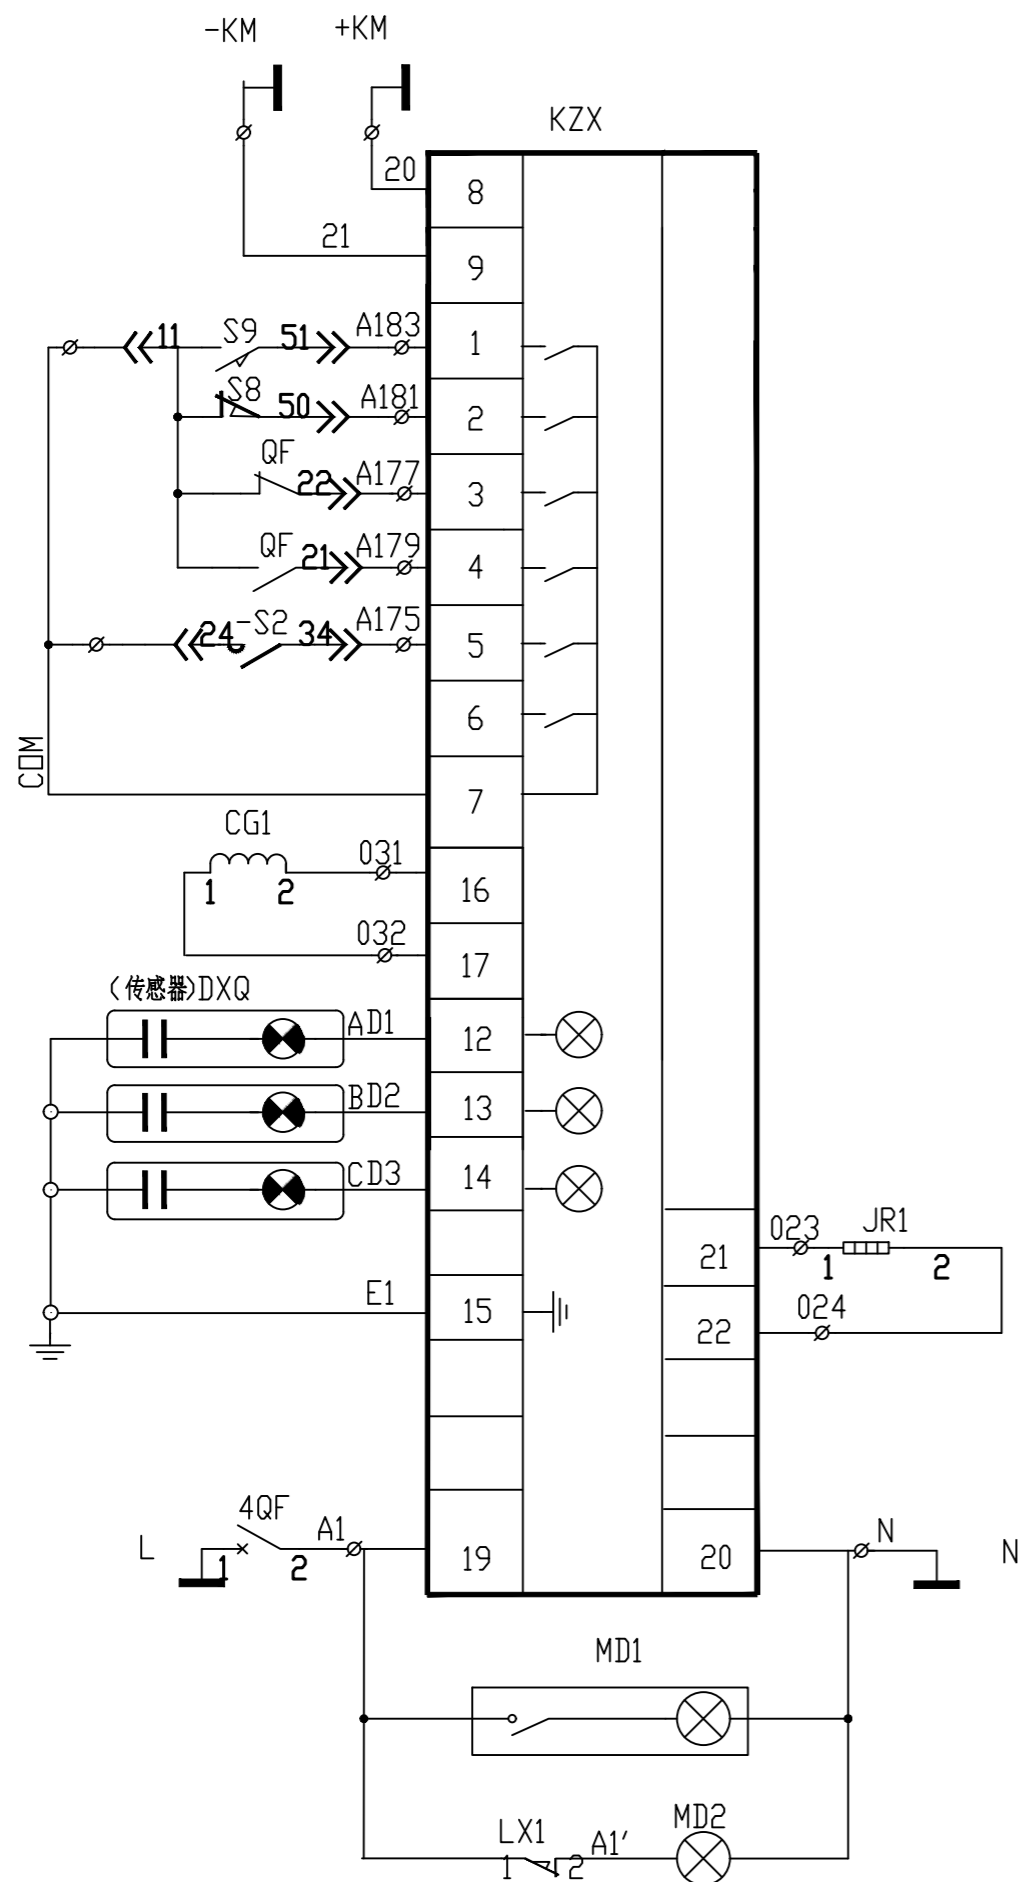 -KM +KM
KZX
20
8
21
9
11 S9 51 A183 1
S8 50 A181 2
QF 22 A177 3
QF 21 A179 4
24 -S2 34 A175 5
6
COM
7
CG1
1 2 031
16
032
17
(传感器)DXQ
AD1 12
BD2 13
CD3 14
023 JR1
21 1 2
E1 15
024
22
4QF
L 1 2 A1 19
20 N N
MD1
LX1 MD2
1 2 A1′